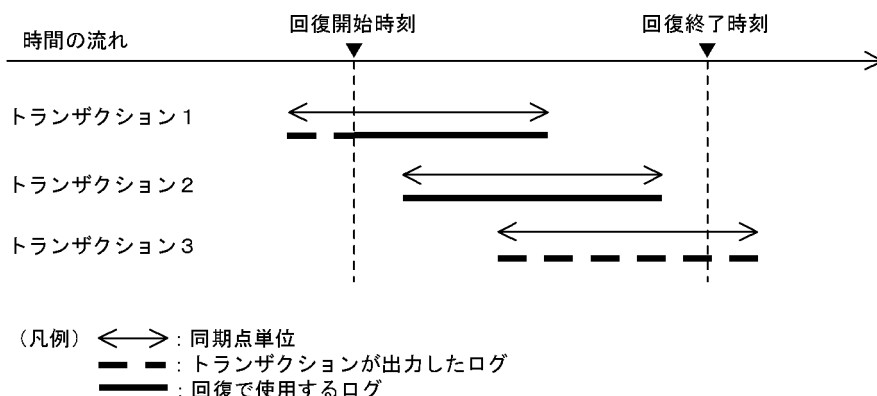 回復開始時刻
回復終了時刻
時間の流れ
トランザクション1
トランザクション2
トランザクション3
（凡例）
：同期点単位
：トランザクションが出力したログ
：回復で使用するログ